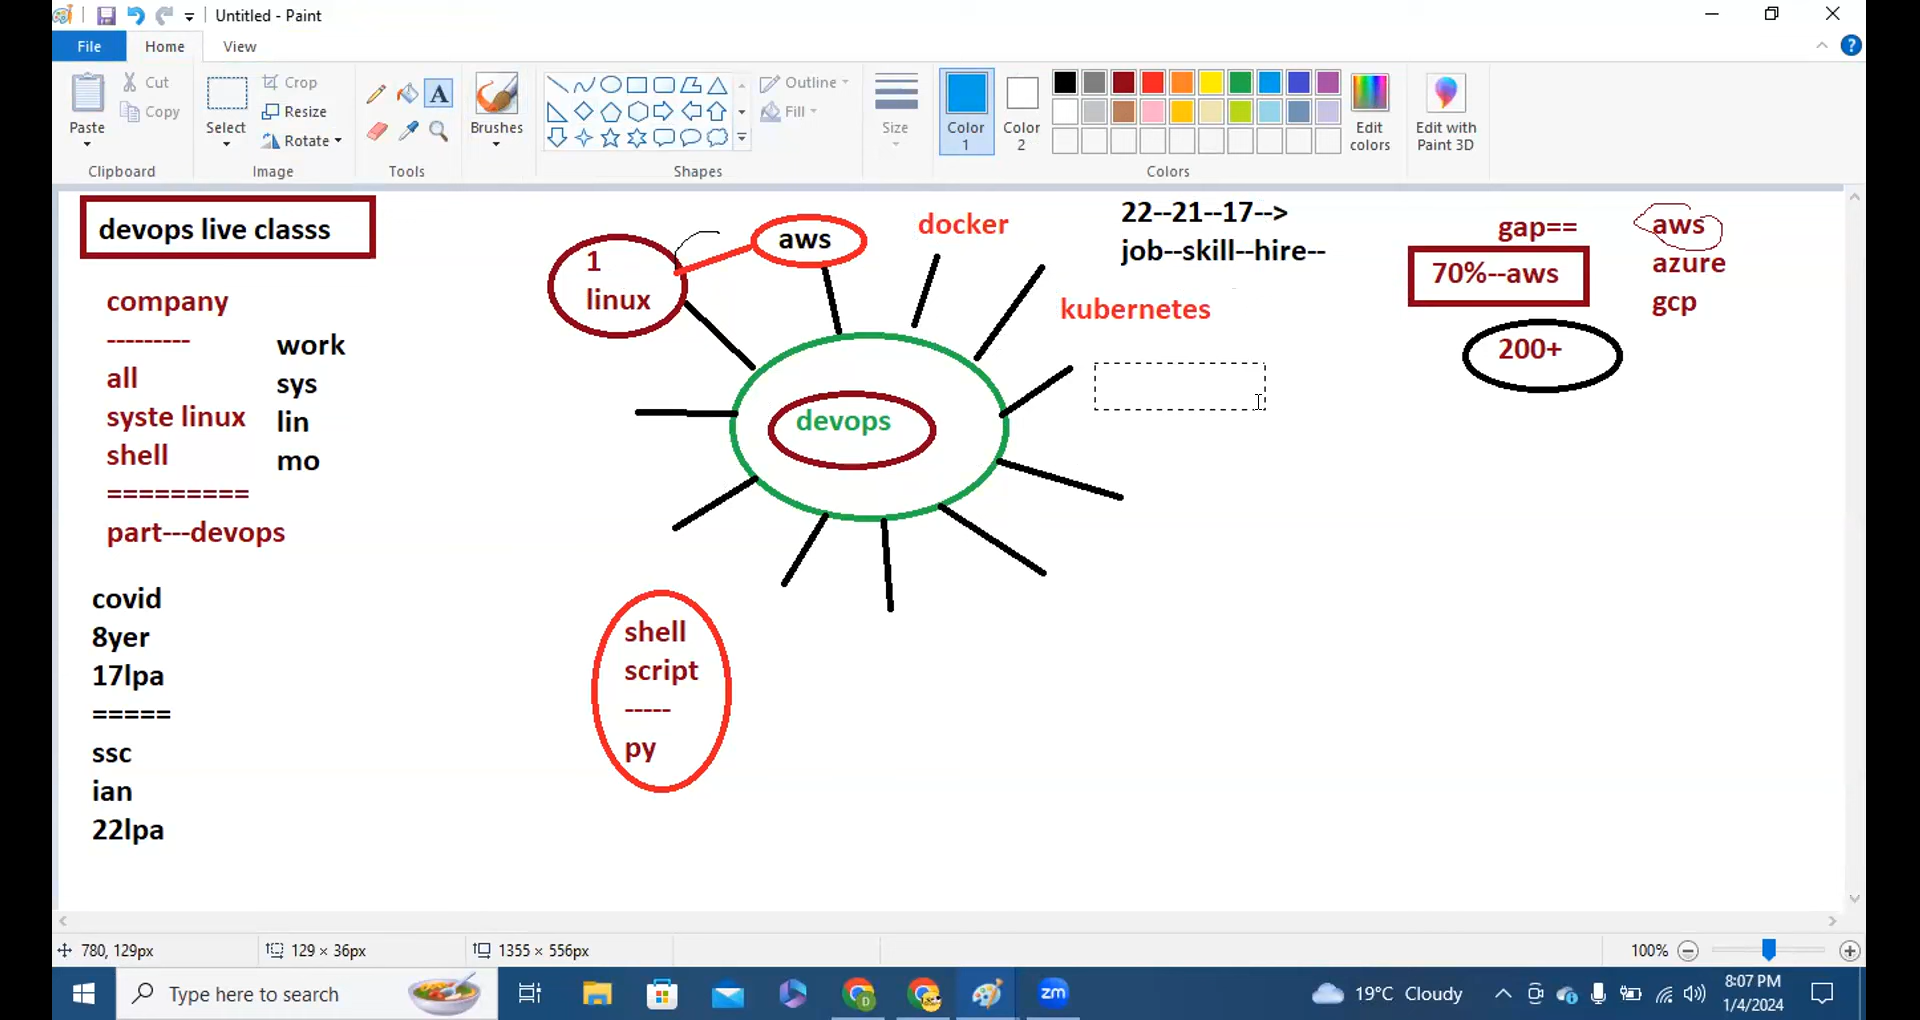 Untitled - Paint
File
Home
View
Paste
Cut
Copy
Clipboard
Select
Crop
Resize
Rotate
Image
A
Tools
Brushes
Shapes
Outline
Fill
Size
Color 1
Color 2
Edit colors
Colors
Edit with Paint 3D
?
devops live classs
company
---------
all
syste linux
shell
=========
part---devops
work
sys
lin
mo
covid
8yer
17lpa
=====
ssc
ian
22lpa
1
linux
aws
docker
kubernetes
devops
shell
script
-----
py
22--21--17-->
job--skill--hire--
gap==
70%--aws
200+
aws
azure
gcp
780, 129px
129 × 36px
1355 × 556px
100%
Type here to search
D
zm
19°C Cloudy
8:07 PM
1/4/2024